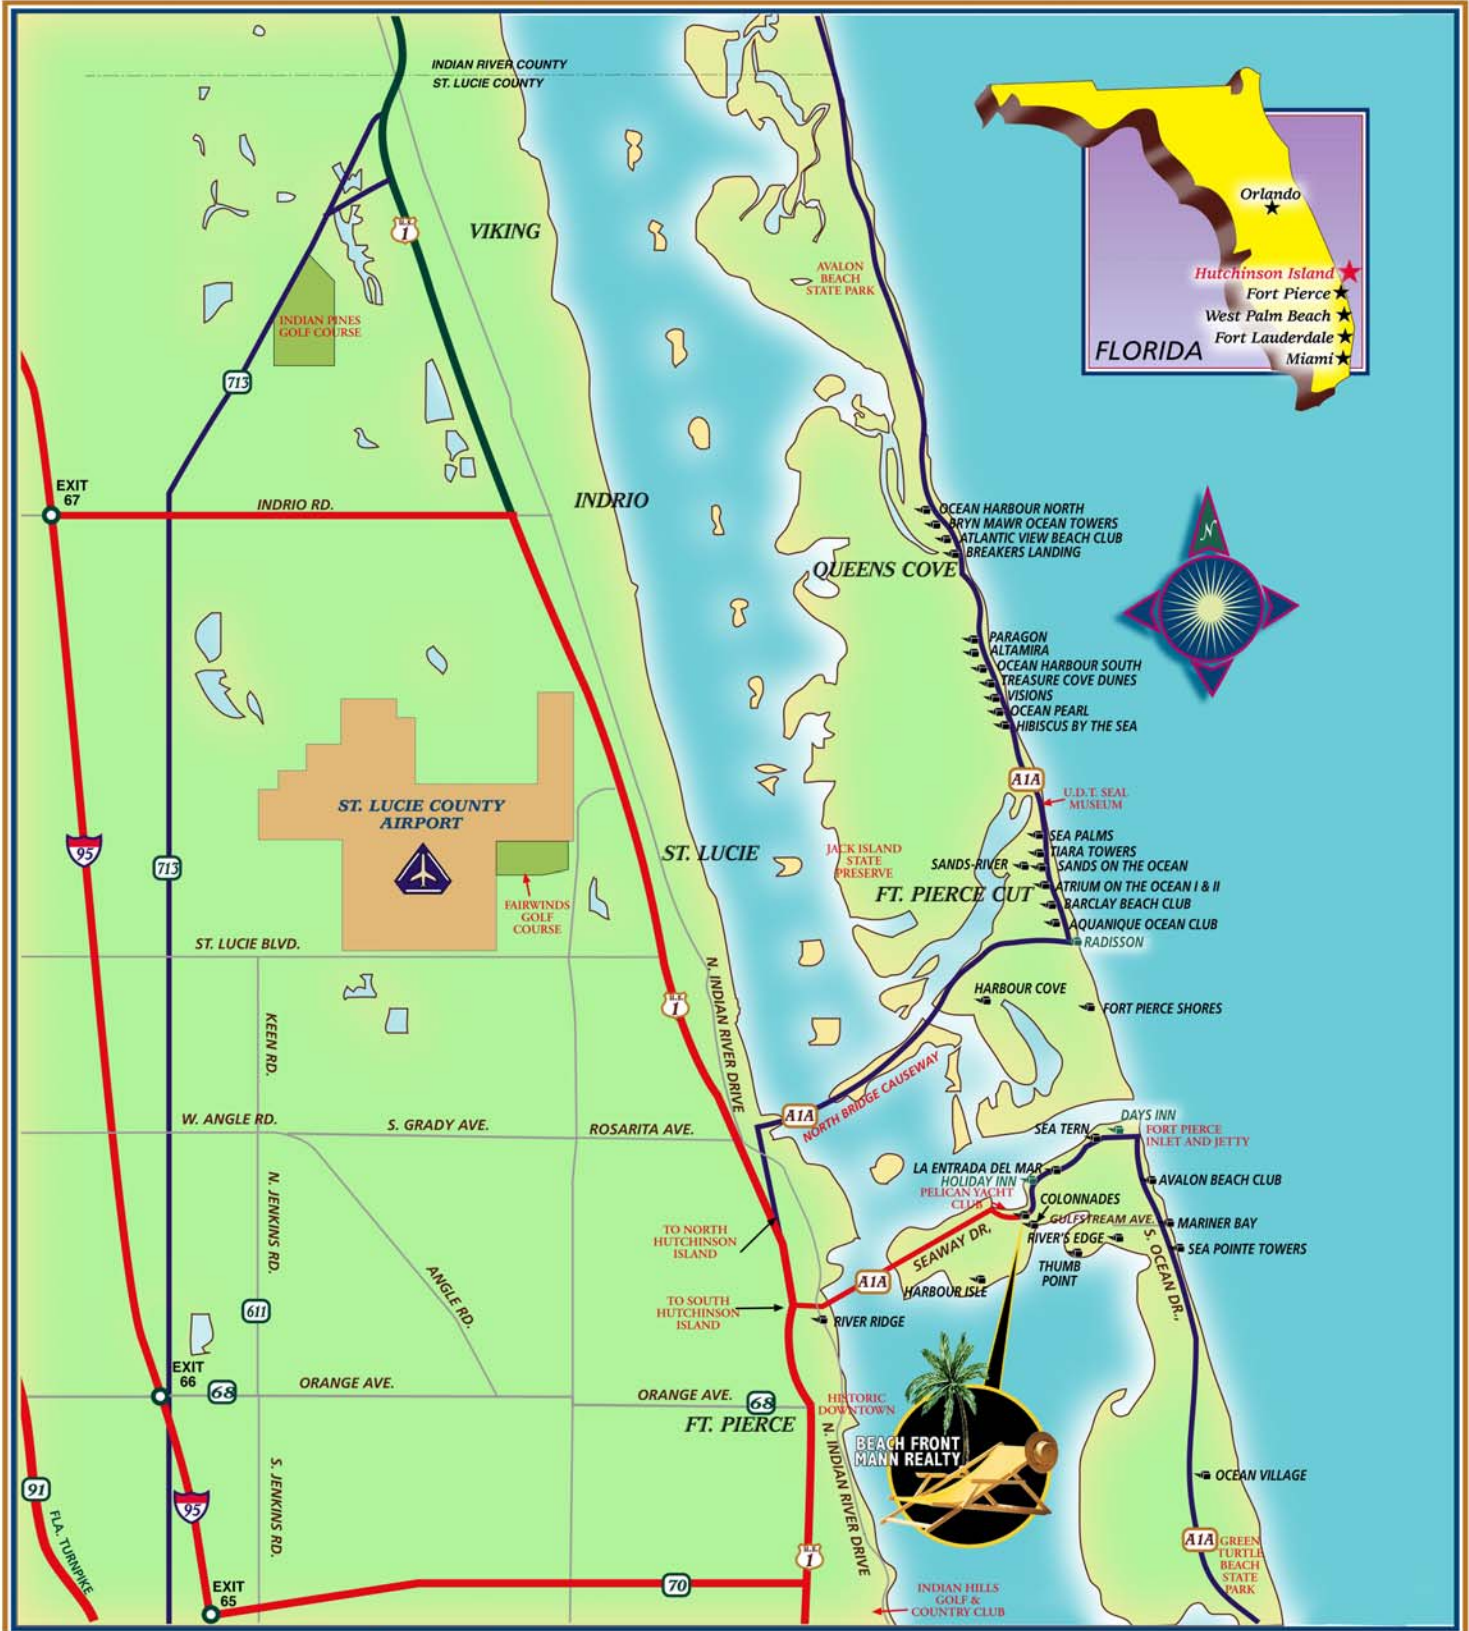 INDIAN RIVER COUNTY
ST. LUCIE COUNTY
VIKING
1
AVALON
BEACH
STATE PARK
INDIAN PINES
GOLF COURSE
713
Orlando
Hutchinson Island
Fort Pierce
West Palm Beach
Fort Lauderdale
Miami
FLORIDA
EXIT
67
INDRIO RD.
INDRIO
N
OCEAN HARBOUR NORTH
BRYN MAWR OCEAN TOWERS
ATLANTIC VIEW BEACH CLUB
BREAKERS LANDING
QUEENS COVE
PARAGON
ALTAMIRA
OCEAN HARBOUR SOUTH
TREASURE COVE DUNES
VISIONS
OCEAN PEARL
HIBISCUS BY THE SEA
A1A
U.D.T. SEAL
MUSEUM
ST. LUCIE COUNTY
AIRPORT
95
713
ST. LUCIE
JACK ISLAND
STATE
PRESERVE
SEA PALMS
TIARA TOWERS
SANDS-RIVER
SANDS ON THE OCEAN
FT. PIERCE CUT
ATRIUM ON THE OCEAN I & II
BARCLAY BEACH CLUB
AQUANIQUE OCEAN CLUB
RADISSON
FAIRWINDS
GOLF
COURSE
ST. LUCIE BLVD.
N. INDIAN RIVER DRIVE
1
HARBOUR COVE
FORT PIERCE SHORES
KEEN RD.
NORTH BRIDGE CAUSEWAY
A1A
W. ANGLE RD.
S. GRADY AVE.
ROSARITA AVE.
DAYS INN
SEA TERN
FORT PIERCE
INLET AND JETTY
LA ENTRADA DEL MAR
HOLIDAY INN
PELICAN YACHT
CLUB
AVALON BEACH CLUB
COLONNADES
GULFSTREAM AVE.
MARINER BAY
RIVER'S EDGE
SEA POINTE TOWERS
THUMB
POINT
S. OCEAN DR.,
N. JENKINS RD.
TO NORTH
HUTCHINSON
ISLAND
SEAWAY DR,
A1A
HARBOUR ISLE
ANGLE RD.
611
TO SOUTH
HUTCHINSON
ISLAND
RIVER RIDGE
EXIT
66
68
ORANGE AVE.
ORANGE AVE.
68
FT. PIERCE
HISTORIC
DOWNTOWN
BEACH FRONT
MANN REALTY
N. INDIAN RIVER DRIVE
OCEAN VILLAGE
91
FLA. TURNPIKE
95
S. JENKINS RD.
A1A
GREEN
TURTLE
BEACH
STATE
PARK
1
EXIT
65
70
INDIAN HILLS
GOLF &
COUNTRY CLUB